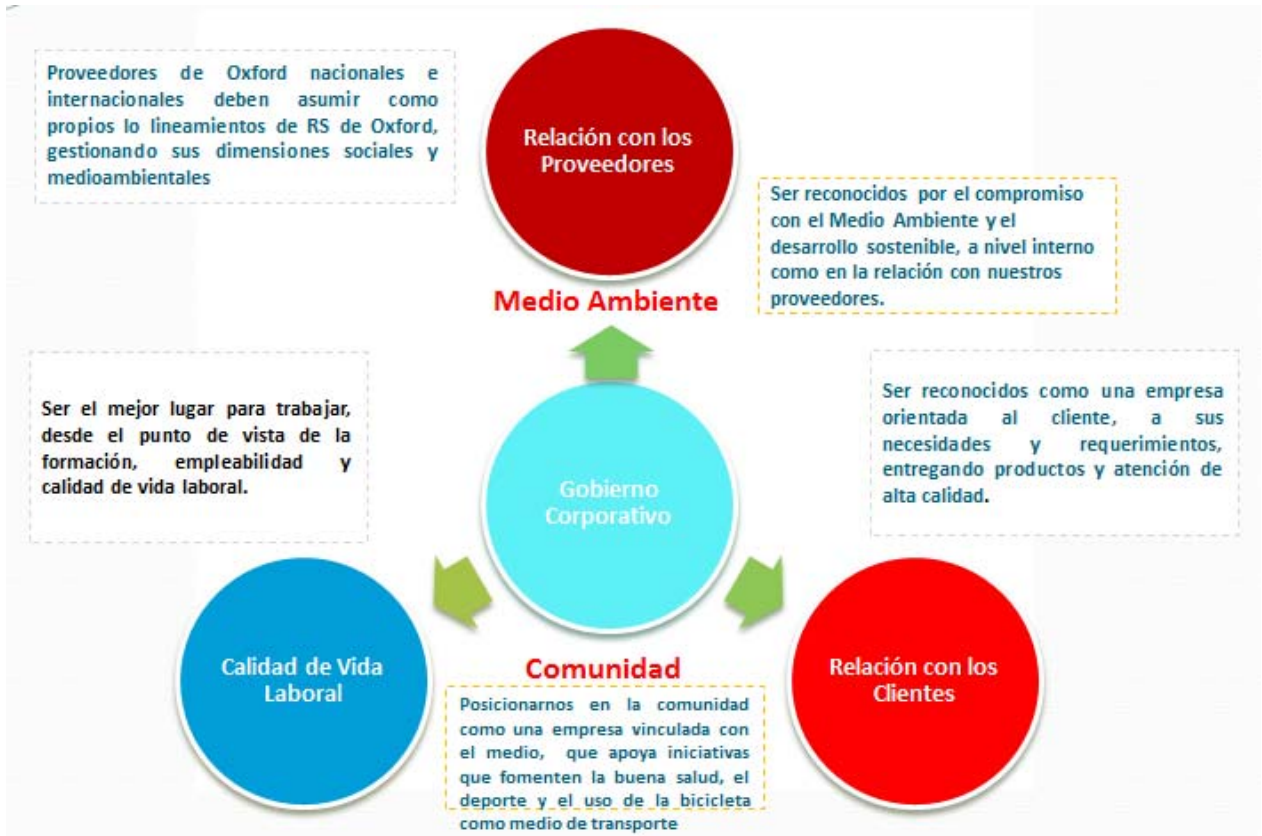 Proveedores de Oxford nacionales e
internacionales deben asumir como
propios lo lineamientos de RS de Oxford,
gestionando sus dimensiones sociales y
medioambientales
Relación con los
Proveedores
Ser reconocidos por el compromiso
con el Medio Ambiente y el
desarrollo sostenible, a nivel interno
como en la relación con nuestros
proveedores.
Medio Ambiente
Ser el mejor lugar para trabajar,
desde el punto de vista de la
formación, empleabilidad y
calidad de vida laboral.
Gobierno
Corporativo
Ser reconocidos como una empresa
orientada al cliente, a sus
necesidades y requerimientos,
entregando productos y atención de
alta calidad.
Calidad de Vida
Laboral
Comunidad
Posicionarnos en la comunidad
como una empresa vinculada con
el medio, que apoya iniciativas
que fomenten la buena salud, el
deporte y el uso de la bicicleta
como medio de transporte
Relación con los
Clientes